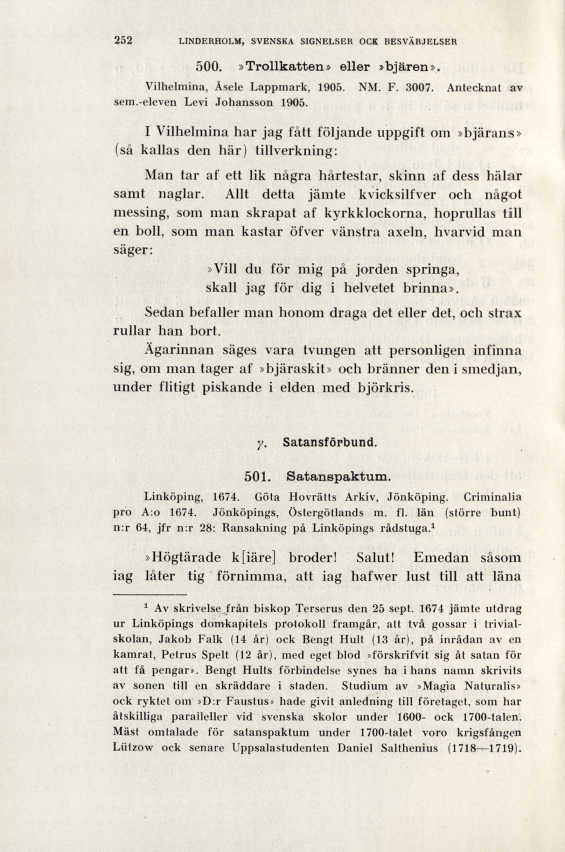 252 LINDERHOLM, SVENSKA SIGNELSER OCK BESVÄRJELSER
500. »Trollkatten» eller »bjären».
Vilhelmina, Åsele Lappmark, 1905. NM. F. 3007. Antecknat av
sem.-eleven Levi Johansson 1905.
I Vilhelmina har jag fått följande uppgift om »bjärans»
(så kallas den här) tillverkning:
Man tar af ett lik några hårtestar, skinn af dess hälar
samt naglar. Allt detta jämte kvicksilfver och något
messing, som man skrapat af kyrkklockorna, hoprullas till
en boll, som man kastar öfver vänstra axeln, hvarvid man
säger:
»Vill du för mig på jorden springa,
skall jag för dig i helvetet brinna».
Sedan befaller man honom draga det eller det, och strax
rullar han bort.
Ägarinnan säges vara tvungen att personligen infinna
sig, om man tager af »bjäraskit» och bränner den i smedjan,
under flitigt piskande i elden med björkris.
γ. Satansförbund.
501. Satanspaktum.
Linköping, 1674. Göta Hovrätts Arkiv, Jönköping. Criminalia
pro A:o 1674. Jönköpings, Östergötlands m. fl. län (större bunt)
n:r 64, jfr n:r 28: Ransakning på Linköpings rådstuga.¹
»Högtärade k[iäre] broder! Salut! Emedan såsom
iag låter tig förnimma, att iag hafwer lust till att läna
¹ Av skrivelse från biskop Terserus den 25 sept. 1674 jämte utdrag
ur Linköpings domkapitels protokoll framgår, att två gossar i trivial-
skolan, Jakob Falk (14 år) ock Bengt Hult (13 år), på inrådan av en
kamrat, Petrus Spelt (12 år), med eget blod »förskrifvit sig åt satan för
att få pengar». Bengt Hults förbindelse synes ha i hans namn skrivits
av sonen till en skräddare i staden. Studium av »Magia Naturalis»
ock ryktet om »D:r Faustus» hade givit anledning till företaget, som har
åtskilliga paralleller vid svenska skolor under 1600- ock 1700-talen.
Mäst omtalade för satanspaktum under 1700-talet voro krigsfången
Lützow ock senare Uppsalastudenten Daniel Salthenius (1718—1719).